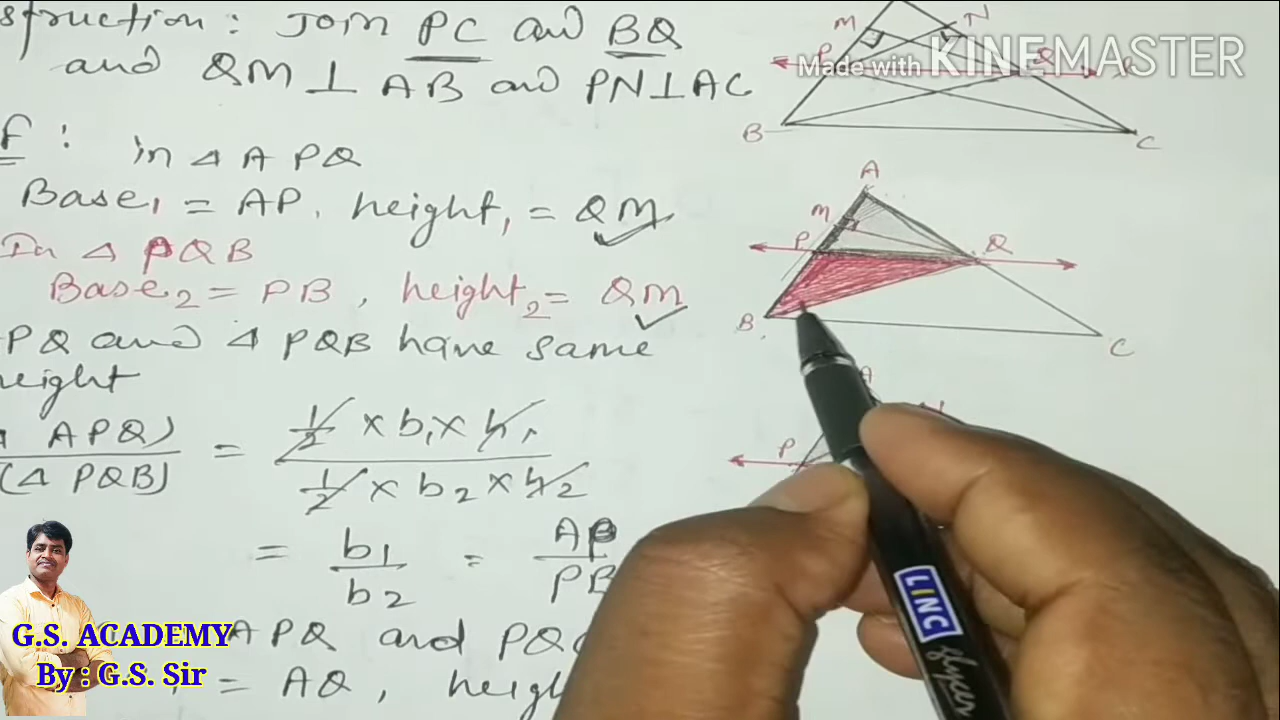 struction: Join PC and BQ
and QM⊥AB and PN⊥AC
f:
in △ APQ
Base₁ = AP, height₁ = QM
In △ PQB
Base₂ = PB, height₂ = QM
PQ and △ PQB have same
height
APQ) / (△ PQB) = ½ × b₁ × h₁ / ½ × b₂ × h₂
= b₁ / b₂ = AP / PB
APQ and PQ
= AQ, heigh
M N
P Q
B C
A
M
P Q
B C
A
P
Made with KINEMASTER
LINC
G.S. ACADEMY
By : G.S. Sir